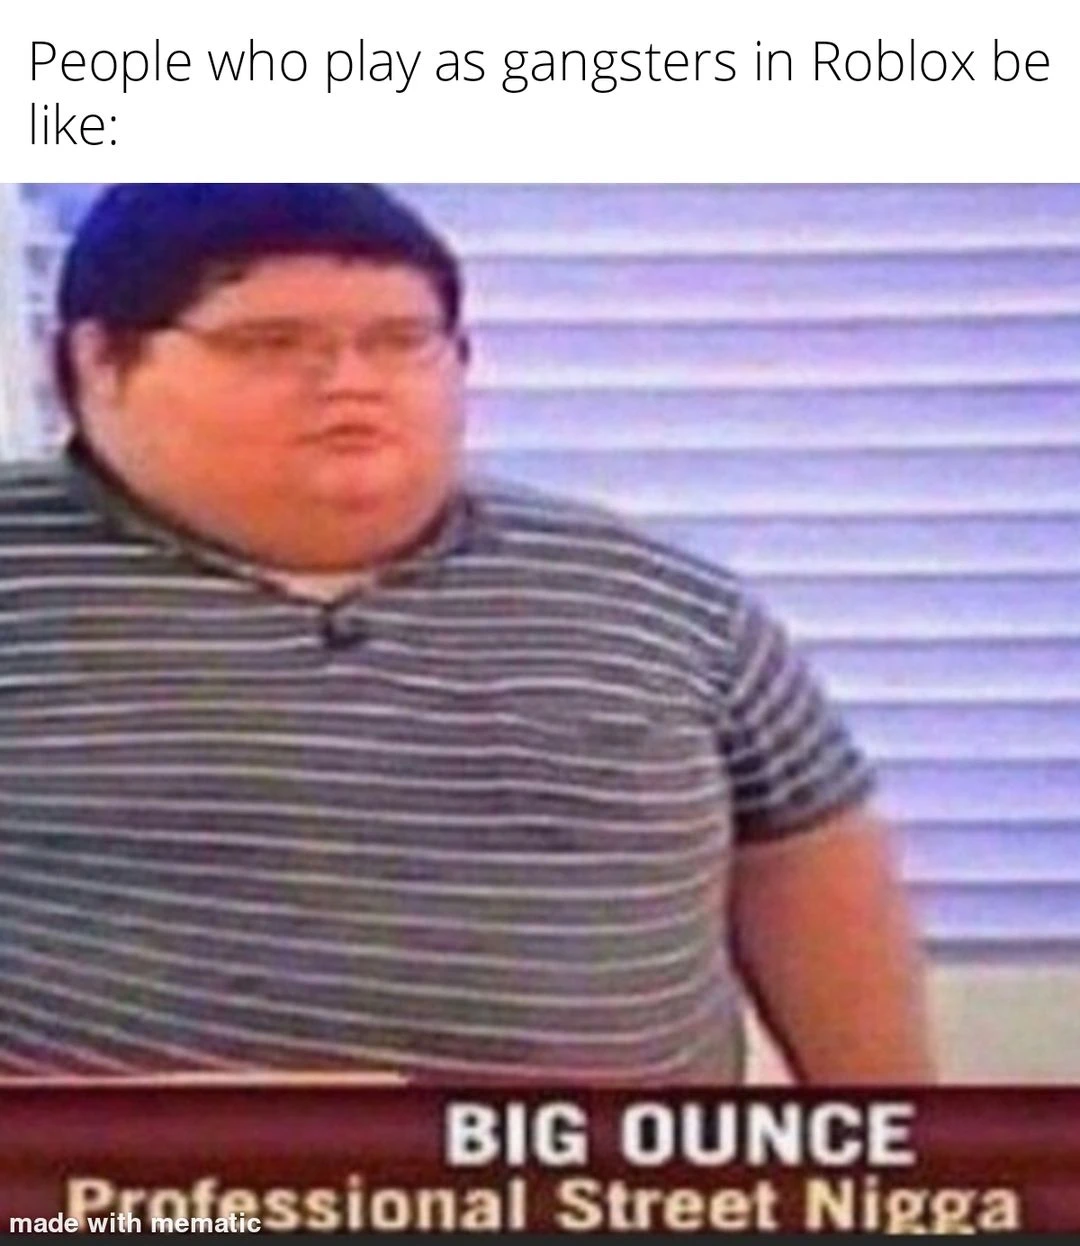 People who play as gangsters in Roblox be
like:
BIG OUNCE
Professional Street Nigga
made with mematic